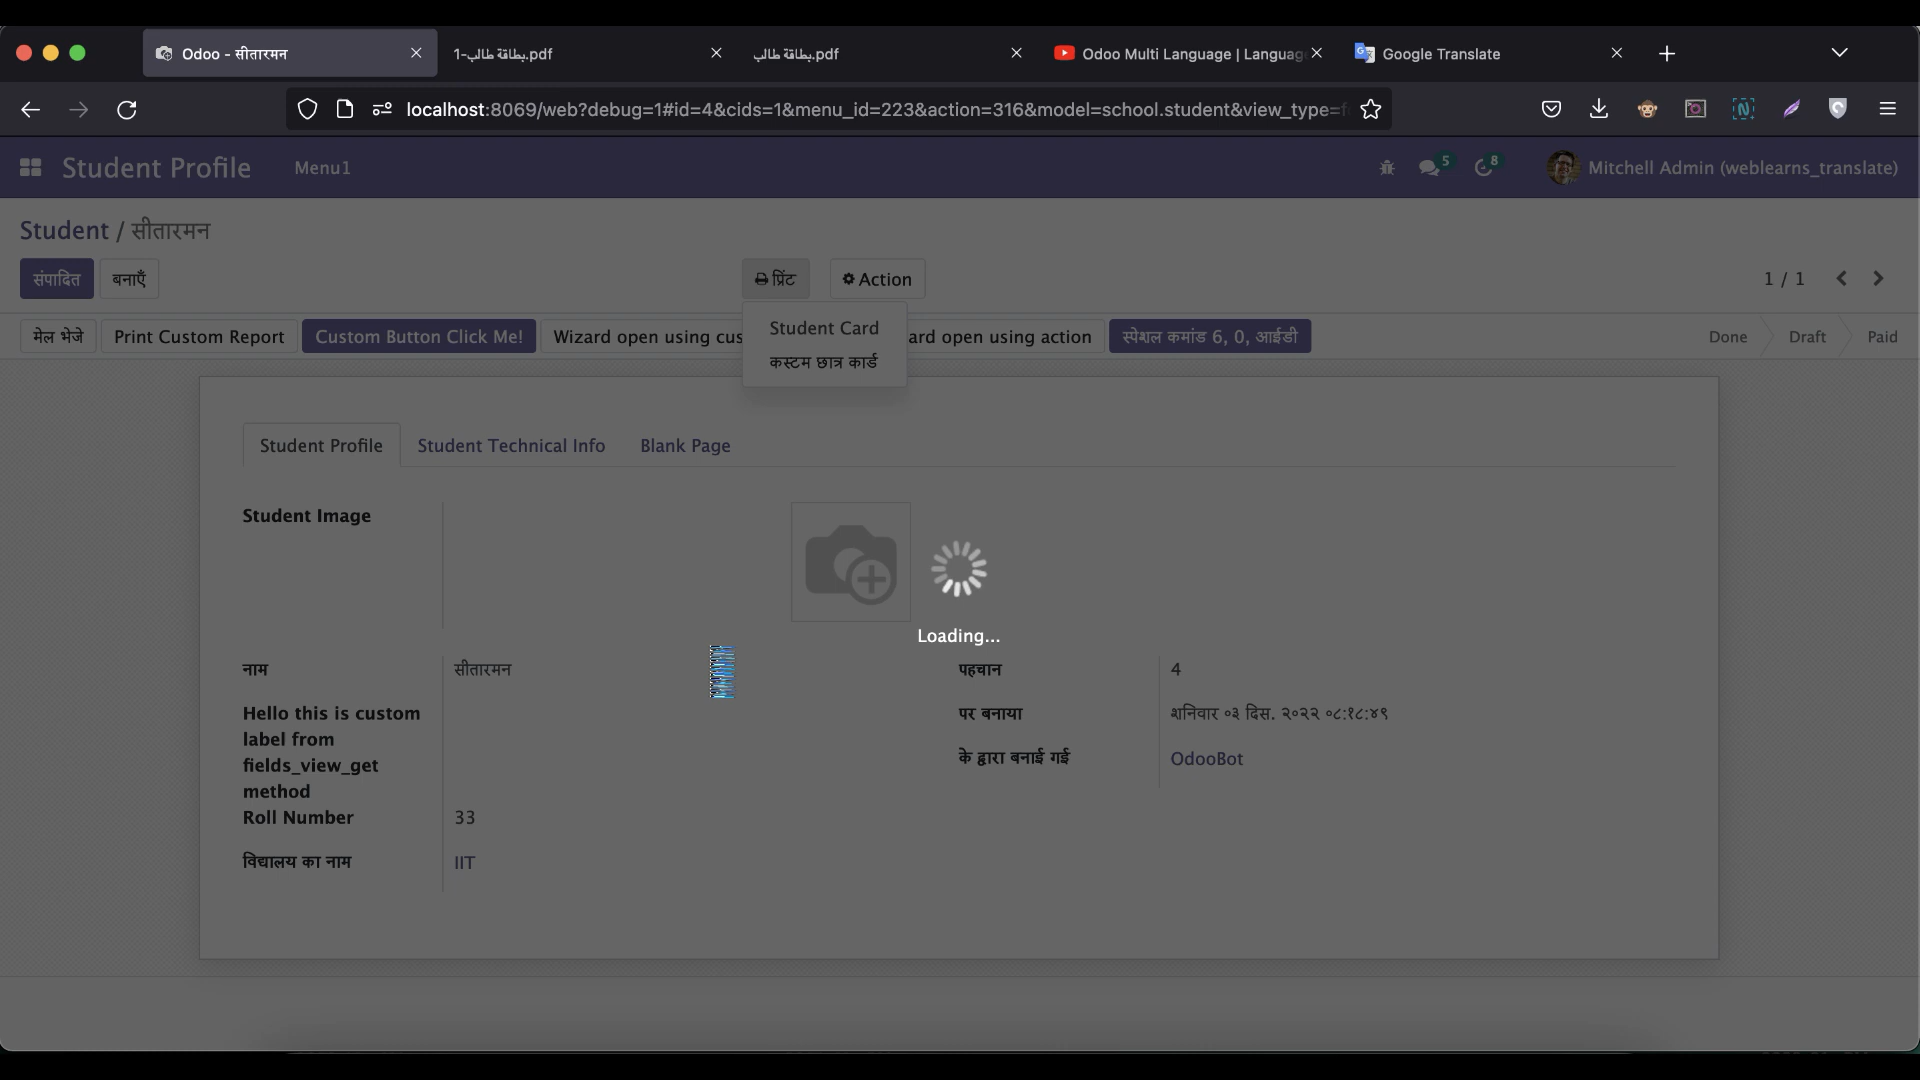 Odoo - सीतारमन
بطاقة طالب-1.pdf
بطاقة طالب.pdf
Odoo Multi Language | Languag
Google Translate
localhost:8069/web?debug=1#id=4&cids=1&menu_id=223&action=316&model=school.student&view_type=f
Student Profile
Menu1
5
8
Mitchell Admin (weblearns_translate)
Student / सीतारमन
संपादित
बनाएँ
प्रिंट
Action
1 / 1
मेल भेजे
Print Custom Report
Custom Button Click Me!
Wizard open using cus
ard open using action
स्पेशल कमांड 6, 0, आईडी
Done
Draft
Paid
Student Card
कस्टम छात्र कार्ड
Student Profile
Student Technical Info
Blank Page
Student Image
Loading...
नाम
सीतारमन
पहचान
4
Hello this is custom
label from
fields_view_get
method
पर बनाया
शनिवार ०३ दिस. २०२२ ०८:१८:४९
के द्वारा बनाई गई
OdooBot
Roll Number
33
विद्यालय का नाम
IIT